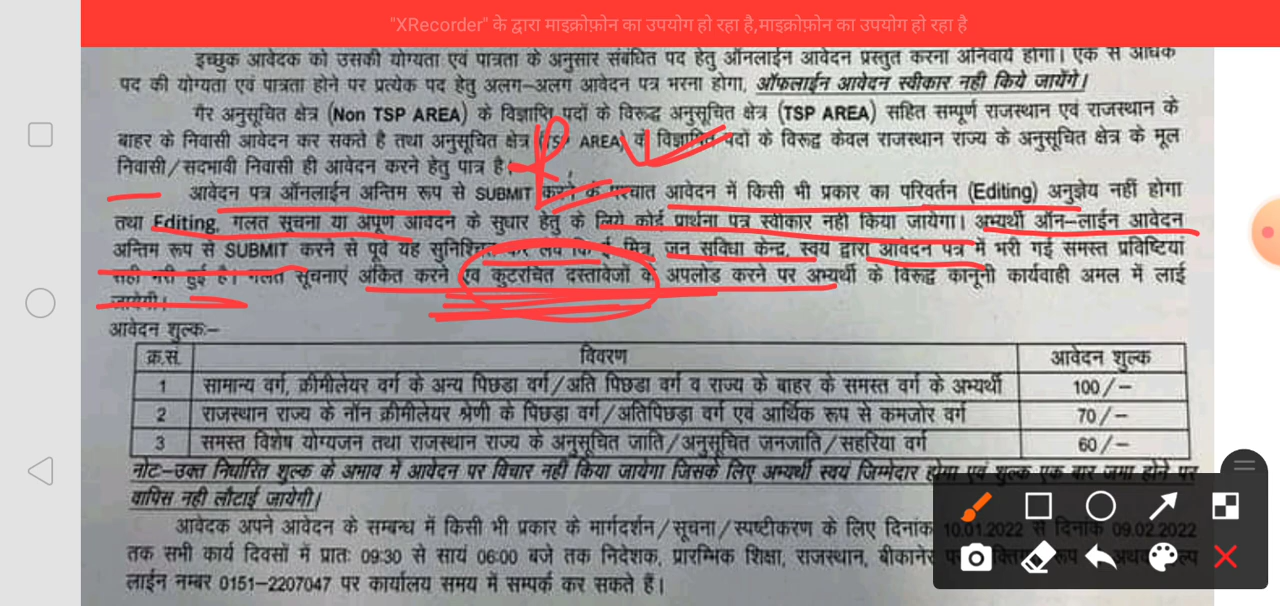 "XRecorder" के द्वारा माइक्रोफ़ोन का उपयोग हो रहा है,माइक्रोफ़ोन का उपयोग हो रहा है
इच्छुक आवेदक को उसकी योग्यता एवं पात्रता के अनुसार संबंधित पद हेतु ऑनलाईन आवेदन प्रस्तुत करना अनिवार्य होगा। एक से अधिक
पद की योग्यता एवं पात्रता होने पर प्रत्येक पद हेतु अलग–अलग आवेदन पत्र भरना होगा, ऑफलाईन आवेदन स्वीकार नही किये जायेंगे।
गैर अनुसूचित क्षेत्र (Non TSP AREA) के विज्ञापित पदों के विरूद्ध अनुसूचित क्षेत्र (TSP AREA) सहित सम्पूर्ण राजस्थान एवं राजस्थान के
बाहर के निवासी आवेदन कर सकते है तथा अनुसूचित क्षेत्र (TSP AREA) के विज्ञापित पदों के विरूद्ध केवल राजस्थान राज्य के अनुसूचित क्षेत्र के मूल
निवासी/सदभावी निवासी ही आवेदन करने हेतु पात्र है।
आवेदन पत्र ऑनलाईन अन्तिम रूप से SUBMIT करने के पश्चात आवेदन में किसी भी प्रकार का परिवर्तन (Editing) अनुज्ञेय नहीं होगा
तथा Editing, गलत सूचना या अपूर्ण आवेदन के सुधार हेतु के लिये कोई प्रार्थना पत्र स्वीकार नही किया जायेगा। अभ्यर्थी ऑन–लाईन आवेदन
अन्तिम रूप से SUBMIT करने से पूर्व यह सुनिश्चित कर लेवें कि ई मित्र, जन सुविधा केन्द्र, स्वयं द्वारा आवेदन पत्र में भरी गई समस्त प्रविष्टियां
सही भरी हुई है। गलत सूचनाएं अंकित करने एवं कुटरचित दस्तावेजों के अपलोड करने पर अभ्यर्थी के विरूद्ध कानूनी कार्यवाही अमल में लाई
जायेगी।
आवेदन शुल्कः–
क्र.सं. विवरण आवेदन शुल्क
1 सामान्य वर्ग, क्रीमीलेयर वर्ग के अन्य पिछडा वर्ग/अति पिछडा वर्ग व राज्य के बाहर के समस्त वर्ग के अभ्यर्थी 100/–
2 राजस्थान राज्य के नॉन क्रीमीलेयर श्रेणी के पिछड़ा वर्ग/अतिपिछड़ा वर्ग एवं आर्थिक रूप से कमजोर वर्ग 70/–
3 समस्त विशेष योग्यजन तथा राजस्थान राज्य के अनुसूचित जाति/अनुसूचित जनजाति/सहरिया वर्ग 60/–
नोट–उक्त निर्धारित शुल्क के अभाव में आवेदन पर विचार नही किया जायेगा जिसके लिए अभ्यर्थी स्वयं जिम्मेदार होगा एवं शुल्क एक बार जमा होने पर
वापिस नही लौटाई जायेगी।
आवेदक अपने आवेदन के सम्बन्ध में किसी भी प्रकार के मार्गदर्शन/सूचना/स्पष्टीकरण के लिए दिनांक 10.01.2022 से दिनांक 09.02.2022
तक सभी कार्य दिवसों में प्रातः 09:30 से सायं 06:00 बजे तक निदेशक, प्रारम्भिक शिक्षा, राजस्थान, बीकानेर
लाईन नम्बर 0151–2207047 पर कार्यालय समय में सम्पर्क कर सकते हैं।